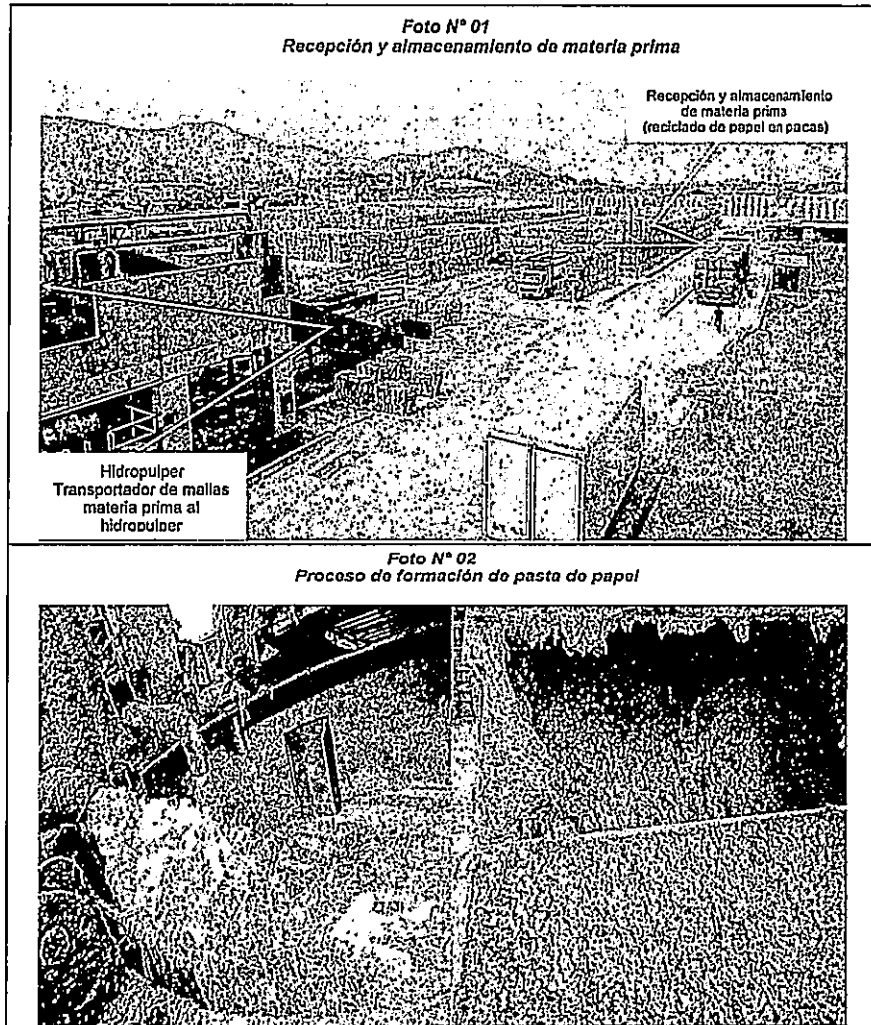 Foto N° 01
Recepción y almacenamiento de materia prima
Recepción y almacenamiento
de materia prima
(reciclado de papel en pacas)
Hidropulper
Transportador de mallas
materia prima al
hidropulper
Foto N° 02
Proceso de formación de pasta de papel